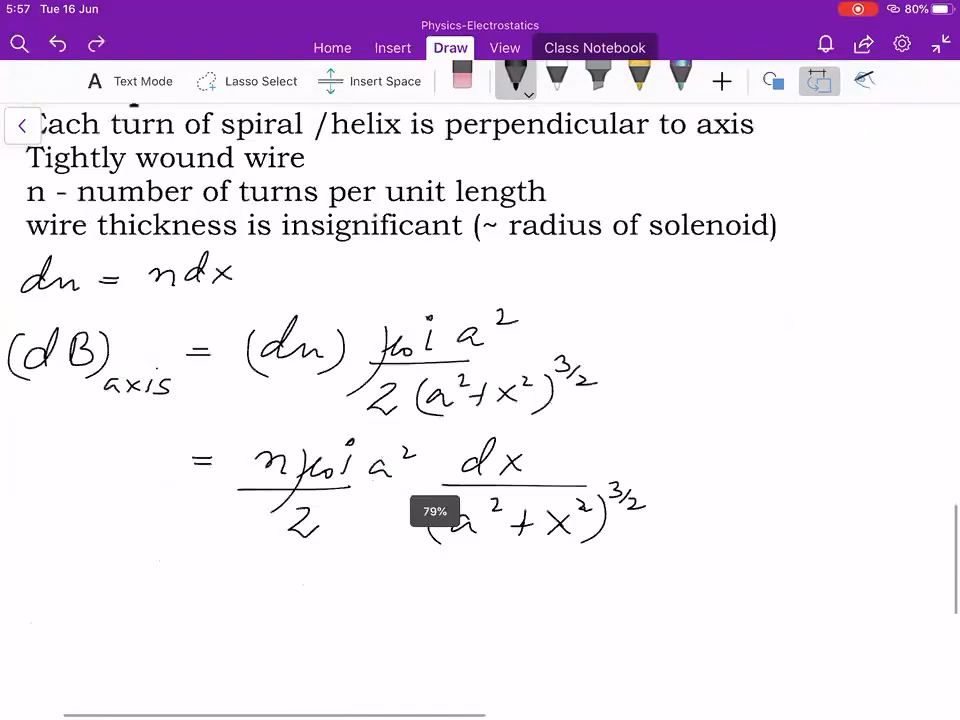 5:57 Tue 16 Jun 80%
Physics-Electrostatics
Home Insert Draw View Class Notebook
A Text Mode Lasso Select Insert Space
Each turn of spiral /helix is perpendicular to axis
Tightly wound wire
n - number of turns per unit length
wire thickness is insignificant (~ radius of solenoid)
dn = ndx
(dB)axis = (dn) μ₀ i a² / 2 (a²+x²)^3/2
= n μ₀ i a² / 2 dx / (a² + x²)^3/2
79%